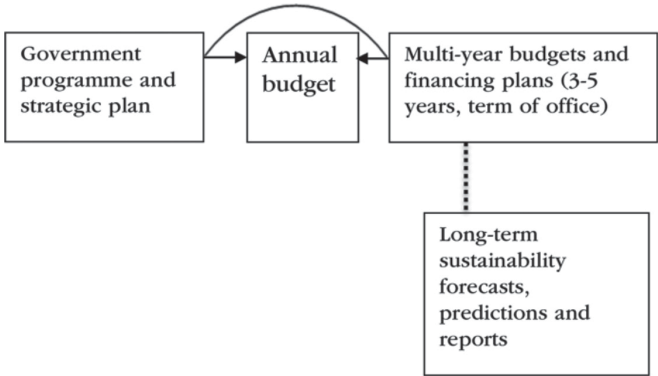 Government
programme and
strategic plan
Annual
budget
Multi-year budgets and
financing plans (3-5
years, term of office)
Long-term
sustainability
forecasts,
predictions and
reports